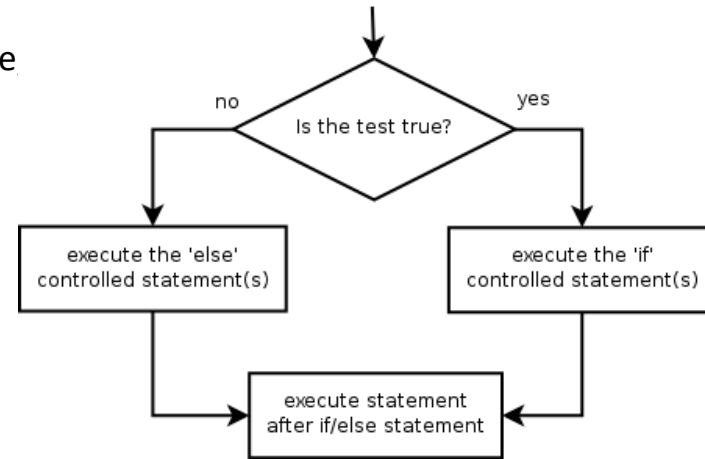 e
no
yes
Is the test true?
execute the 'else'
controlled statement(s)
execute the 'if'
controlled statement(s)
execute statement
after if/else statement